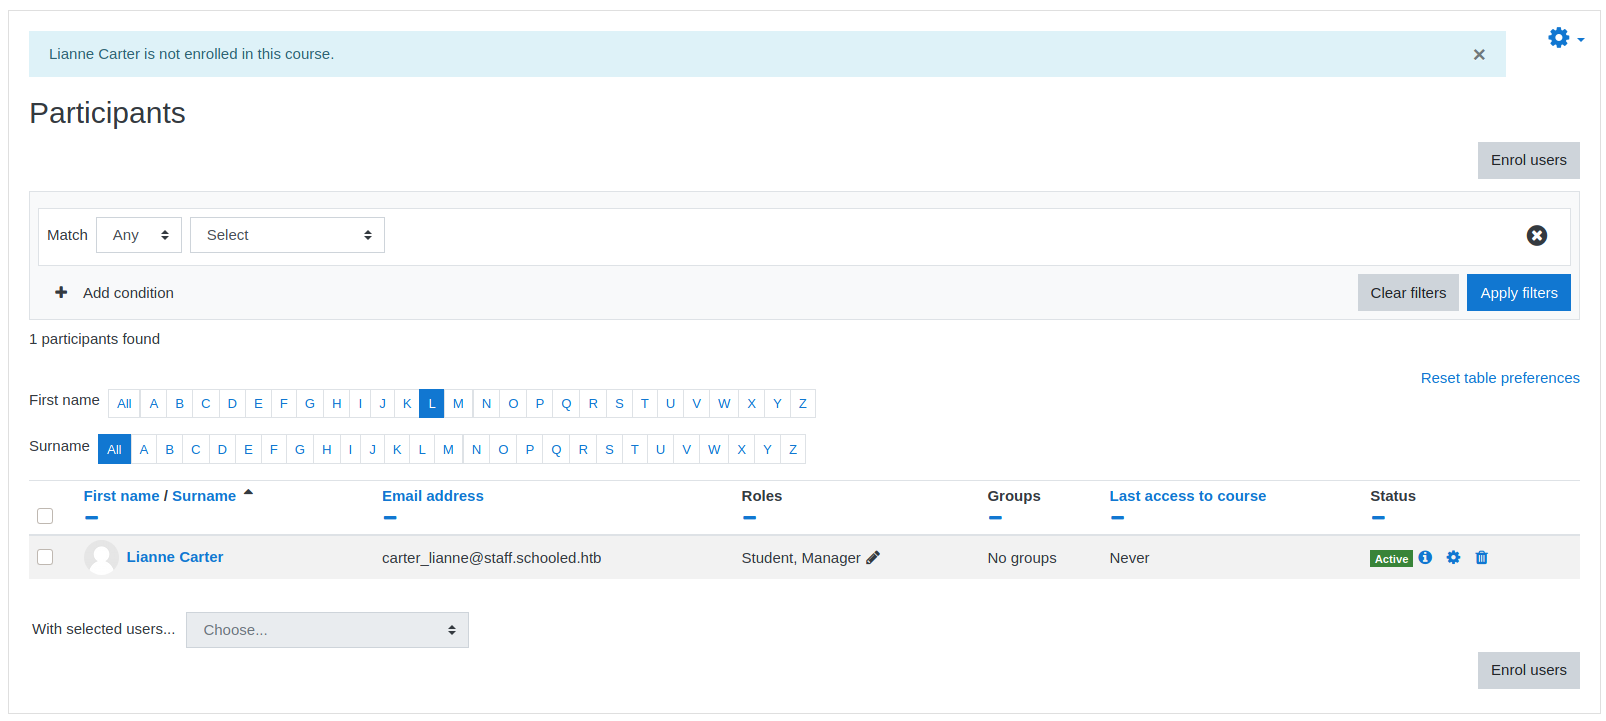 Lianne Carter is not enrolled in this course. ×
Participants
Enrol users
Match Any Select
Add condition Clear filters Apply filters
1 participants found
Reset table preferences
First name All A B C D E F G H I J K L M N O P Q R S T U V W X Y Z
Surname All A B C D E F G H I J K L M N O P Q R S T U V W X Y Z
First name / Surname Email address Roles Groups Last access to course Status
Lianne Carter carter_lianne@staff.schooled.htb Student, Manager No groups Never Active
With selected users... Choose...
Enrol users